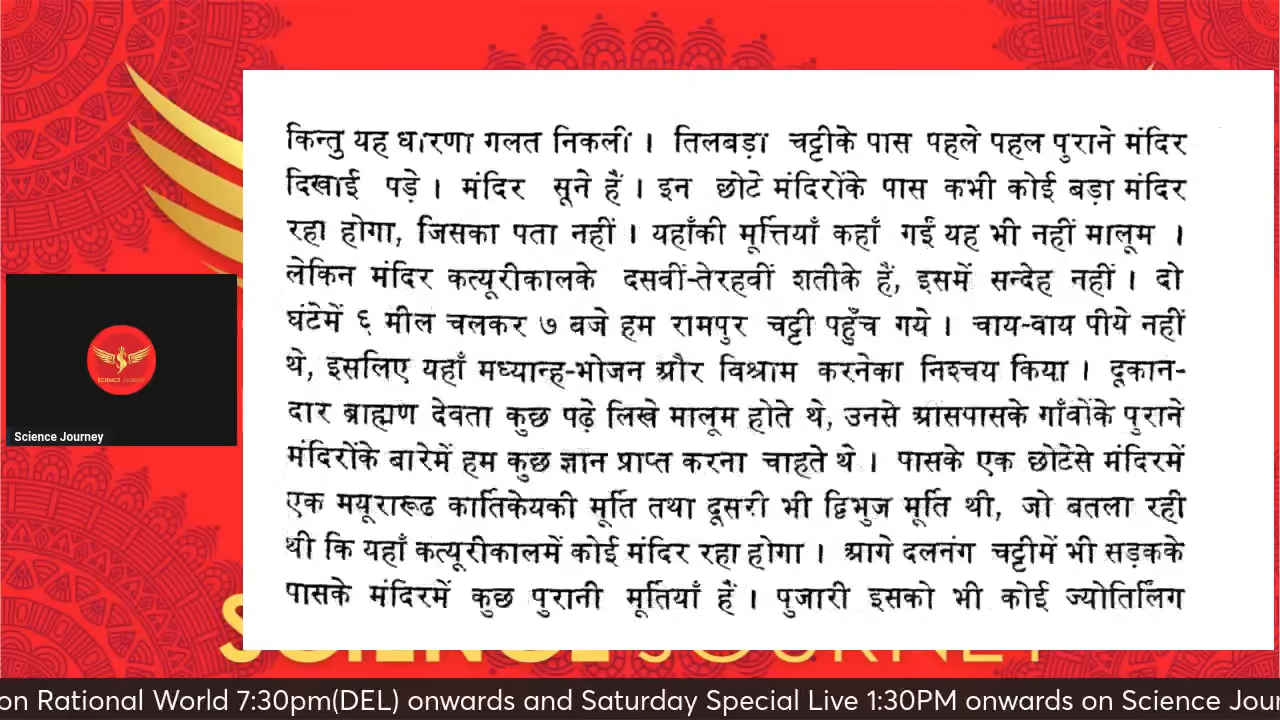 किन्तु यह धारणा गलत निकली । तिलबड़ा चट्टीके पास पहले पहल पुराने मंदिर
दिखाई पड़े । मंदिर सूने हैं । इन छोटे मंदिरोंके पास कभी कोई बड़ा मंदिर
रहा होगा, जिसका पता नहीं । यहाँकी मूर्त्तियाँ कहाँ गईं यह भी नहीं मालूम ।
लेकिन मंदिर कत्यूरीकालके दसवीं-तेरहवीं शतीके हैं, इसमें सन्देह नहीं । दो
घंटेमें ६ मील चलकर ७ बजे हम रामपुर चट्टी पहुँच गये । चाय-वाय पीये नहीं
थे, इसलिए यहाँ मध्यान्ह-भोजन और विश्राम करनेका निश्चय किया । दूकान-
दार ब्राह्मण देवता कुछ पढ़े लिखे मालूम होते थे, उनसे आसपासके गाँवोंके पुराने
मंदिरोंके बारेमें हम कुछ ज्ञान प्राप्त करना चाहते थे । पासके एक छोटेसे मंदिरमें
एक मयूरारूढ कार्तिकेयकी मूर्ति तथा दूसरी भी द्विभुज मूर्ति थी, जो बतला रही
थी कि यहाँ कत्यूरीकालमें कोई मंदिर रहा होगा । आगे दलनंग चट्टीमें भी सड़कके
पासके मंदिरमें कुछ पुरानी मूर्तियाँ हैं । पुजारी इसको भी कोई ज्योतिर्लिंग
SCIENCE JOURNEY
Science Journey
SCIENCE JOURNEY
on Rational World 7:30pm(DEL) onwards and Saturday Special Live 1:30PM onwards on Science Jour